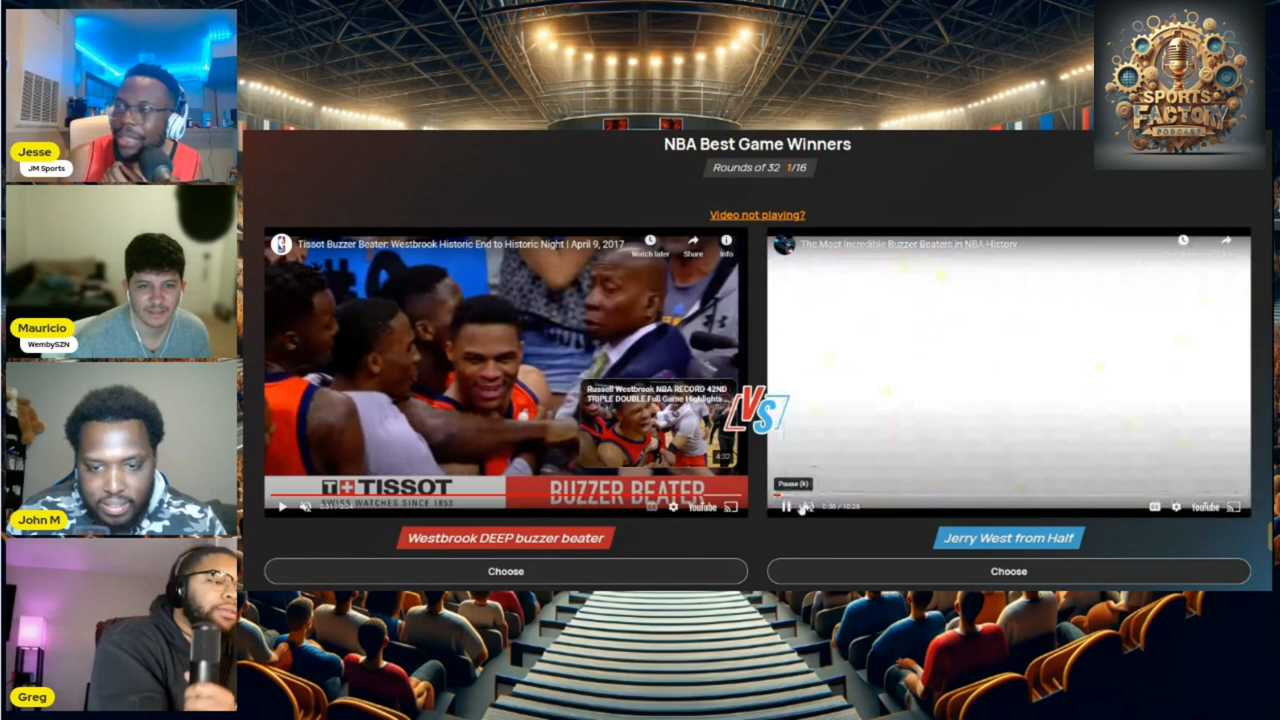 Jesse
JM Sports
Mauricio
WembySZN
John M
Greg
SPORTS
FACTORY
PODCAST
NBA Best Game Winners
Rounds of 32 1/16
Video not playing?
Tissot Buzzer Beater: Westbrook Historic End to Historic Night | April 9, 2017
Watch later
Share
Info
Russell Westbrook NBA RECORD 42ND
TRIPLE DOUBLE Full Game Highlights ...
4:32
T+TISSOT
SWISS WATCHES SINCE 1853
BUZZER BEATER
YouTube
VS
The Most Incredible Buzzer Beaters in NBA History
Pause (k)
YouTube
Westbrook DEEP buzzer beater
Jerry West from Half
Choose
Choose